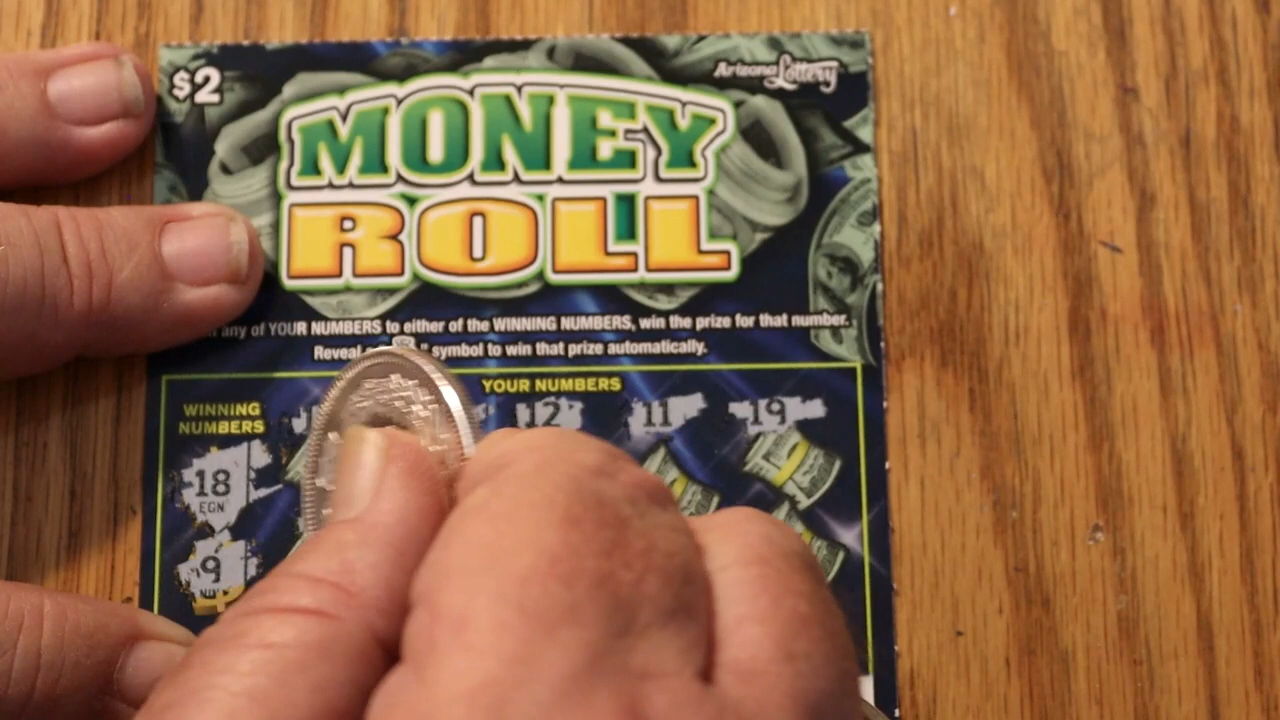 $2
Arizona Lottery
MONEY
ROLL
any of YOUR NUMBERS to either of the WINNING NUMBERS, win the prize for that number.
Reveal " symbol to win that prize automatically.
YOUR NUMBERS
WINNING
NUMBERS
12 11 19
18
EGN
9